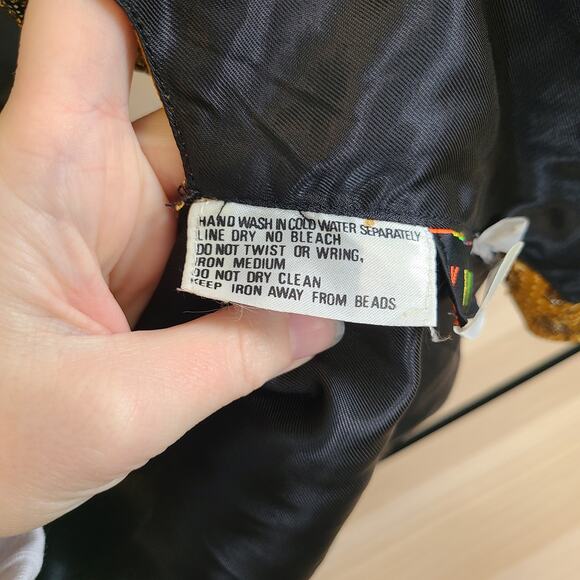 HAND WASH IN COLD WATER SEPARATELY
LINE DRY NO BLEACH
DO NOT TWIST OR WRING,
IRON MEDIUM
DO NOT DRY CLEAN
KEEP IRON AWAY FROM BEADS